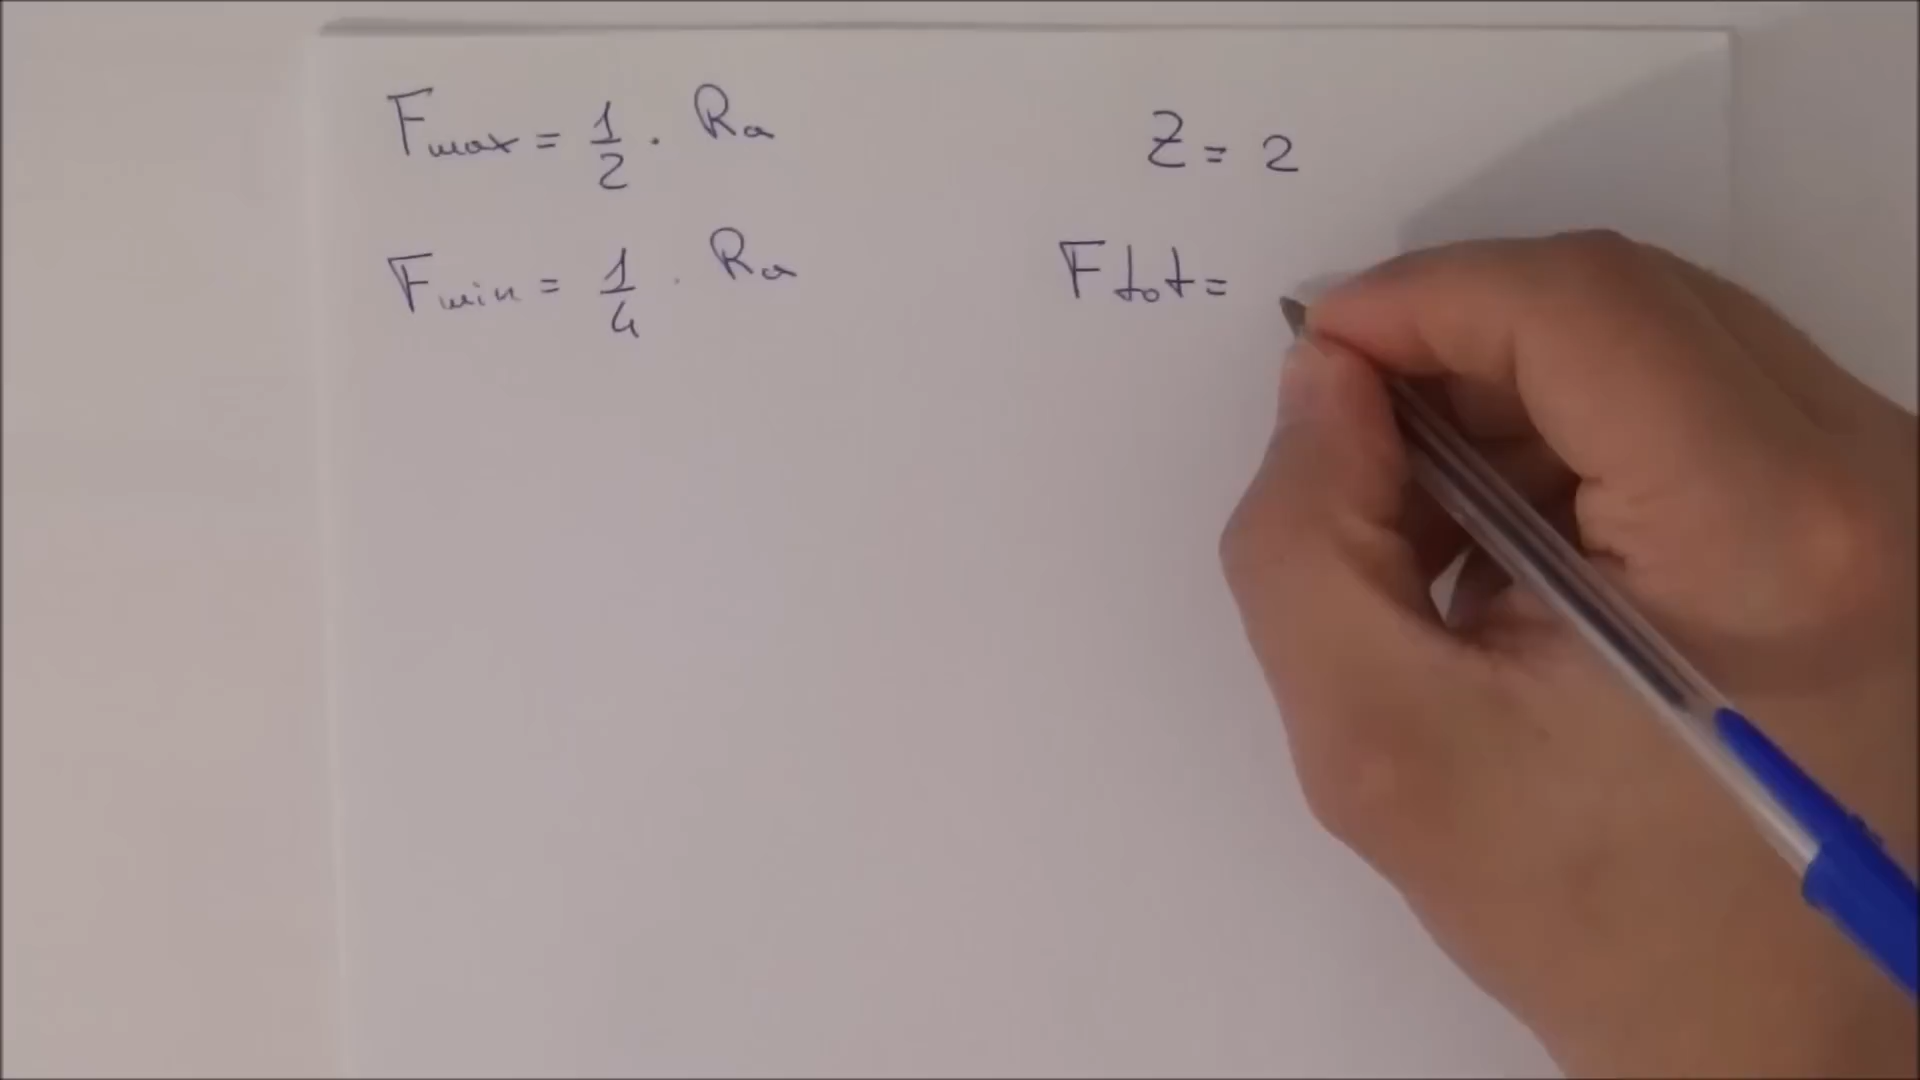 Fmax = 1/2 · Ra
Fmin = 1/4 · Ra
Z = 2
Ftot =